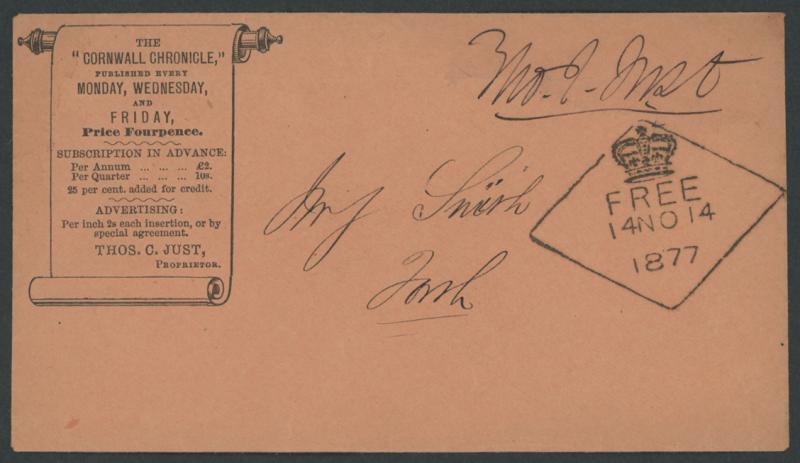 THE
"CORNWALL CHRONICLE,"
PUBLISHED EVERY
MONDAY, WEDNESDAY,
AND
FRIDAY,
Price Fourpence.
SUBSCRIPTION IN ADVANCE:
Per Annum ... ... ... £2.
Per Quarter ... ... ... 10s.
25 per cent. added for credit.
ADVERTISING:
Per inch 2s each insertion, or by
special agreement.
THOS. C. JUST,
PROPRIETOR.
Tho. C. Just
FREE
14 NO 14
1877
Smith